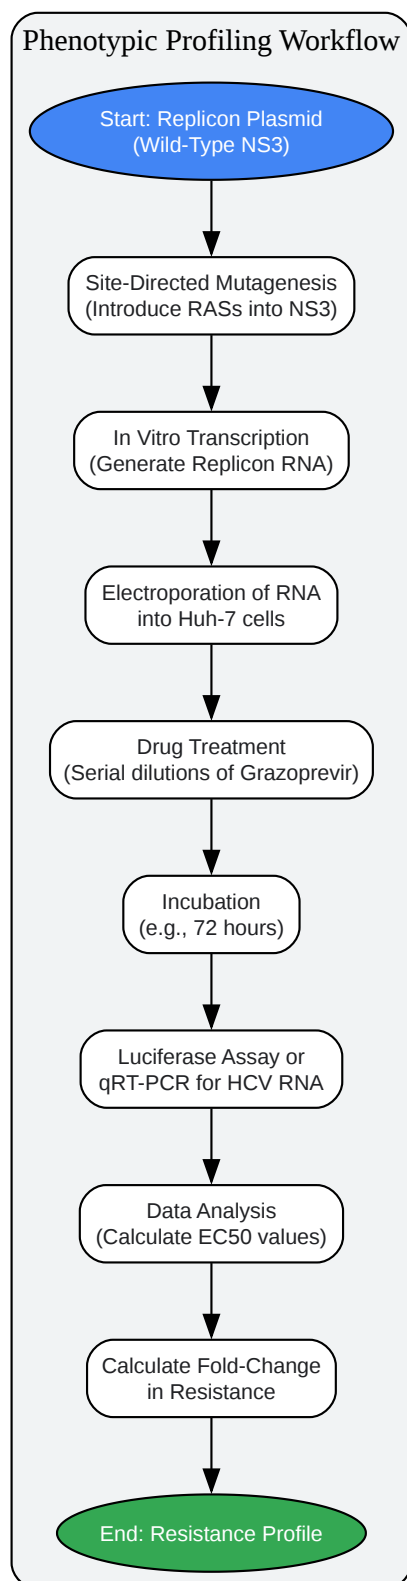 Phenotypic Profiling Workflow
Start: Replicon Plasmid
(Wild-Type NS3)
Site-Directed Mutagenesis
(Introduce RASs into NS3)
In Vitro Transcription
(Generate Replicon RNA)
Electroporation of RNA
into Huh-7 cells
Drug Treatment
(Serial dilutions of Grazoprevir)
Incubation
(e.g., 72 hours)
Luciferase Assay or
qRT-PCR for HCV RNA
Data Analysis
(Calculate EC50 values)
Calculate Fold-Change
in Resistance
End: Resistance Profile